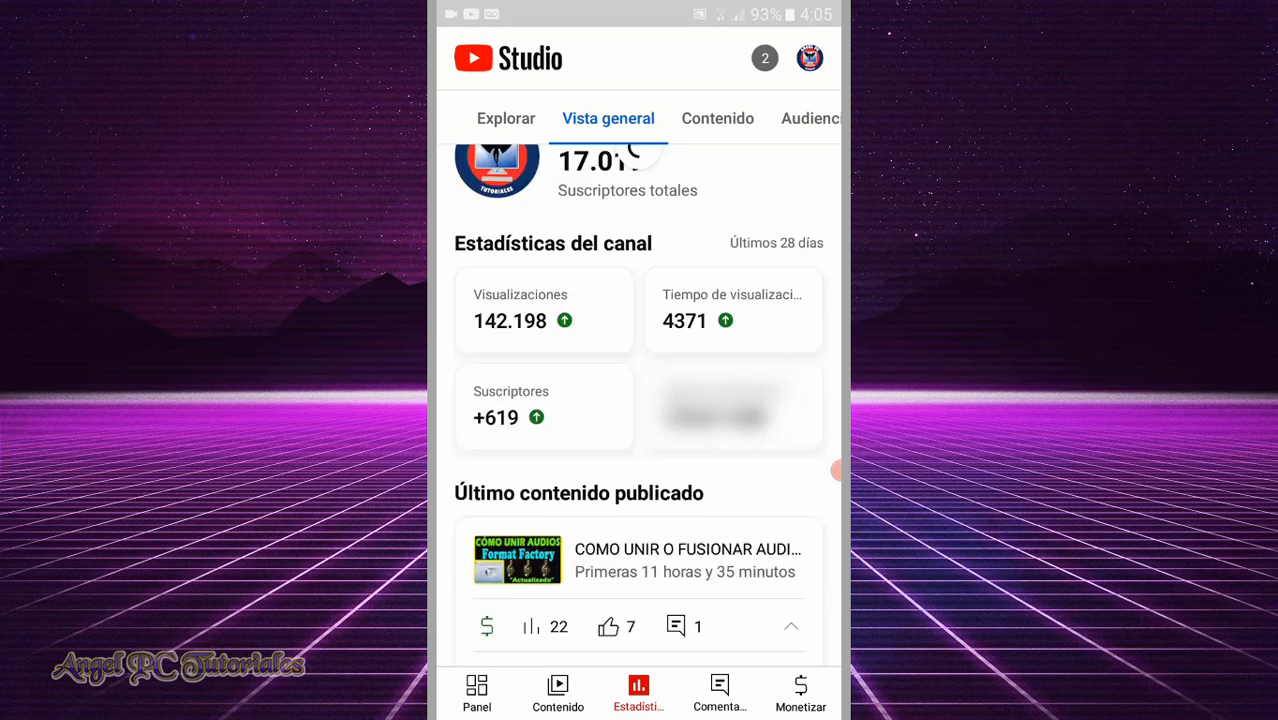 93% 4:05
Studio
2
Explorar Vista general Contenido Audienci
TUTORIALES
Suscriptores totales
Estadísticas del canal Últimos 28 días
Visualizaciones
142.198
Tiempo de visualizaci...
4371
Suscriptores
+619
Último contenido publicado
CÓMO UNIR AUDIOS
Format Factory
"Actualizado"
COMO UNIR O FUSIONAR AUDI...
Primeras 11 horas y 35 minutos
22 7 1
Angel PC Tutoriales
Panel Contenido Estadísti... Comenta... Monetizar